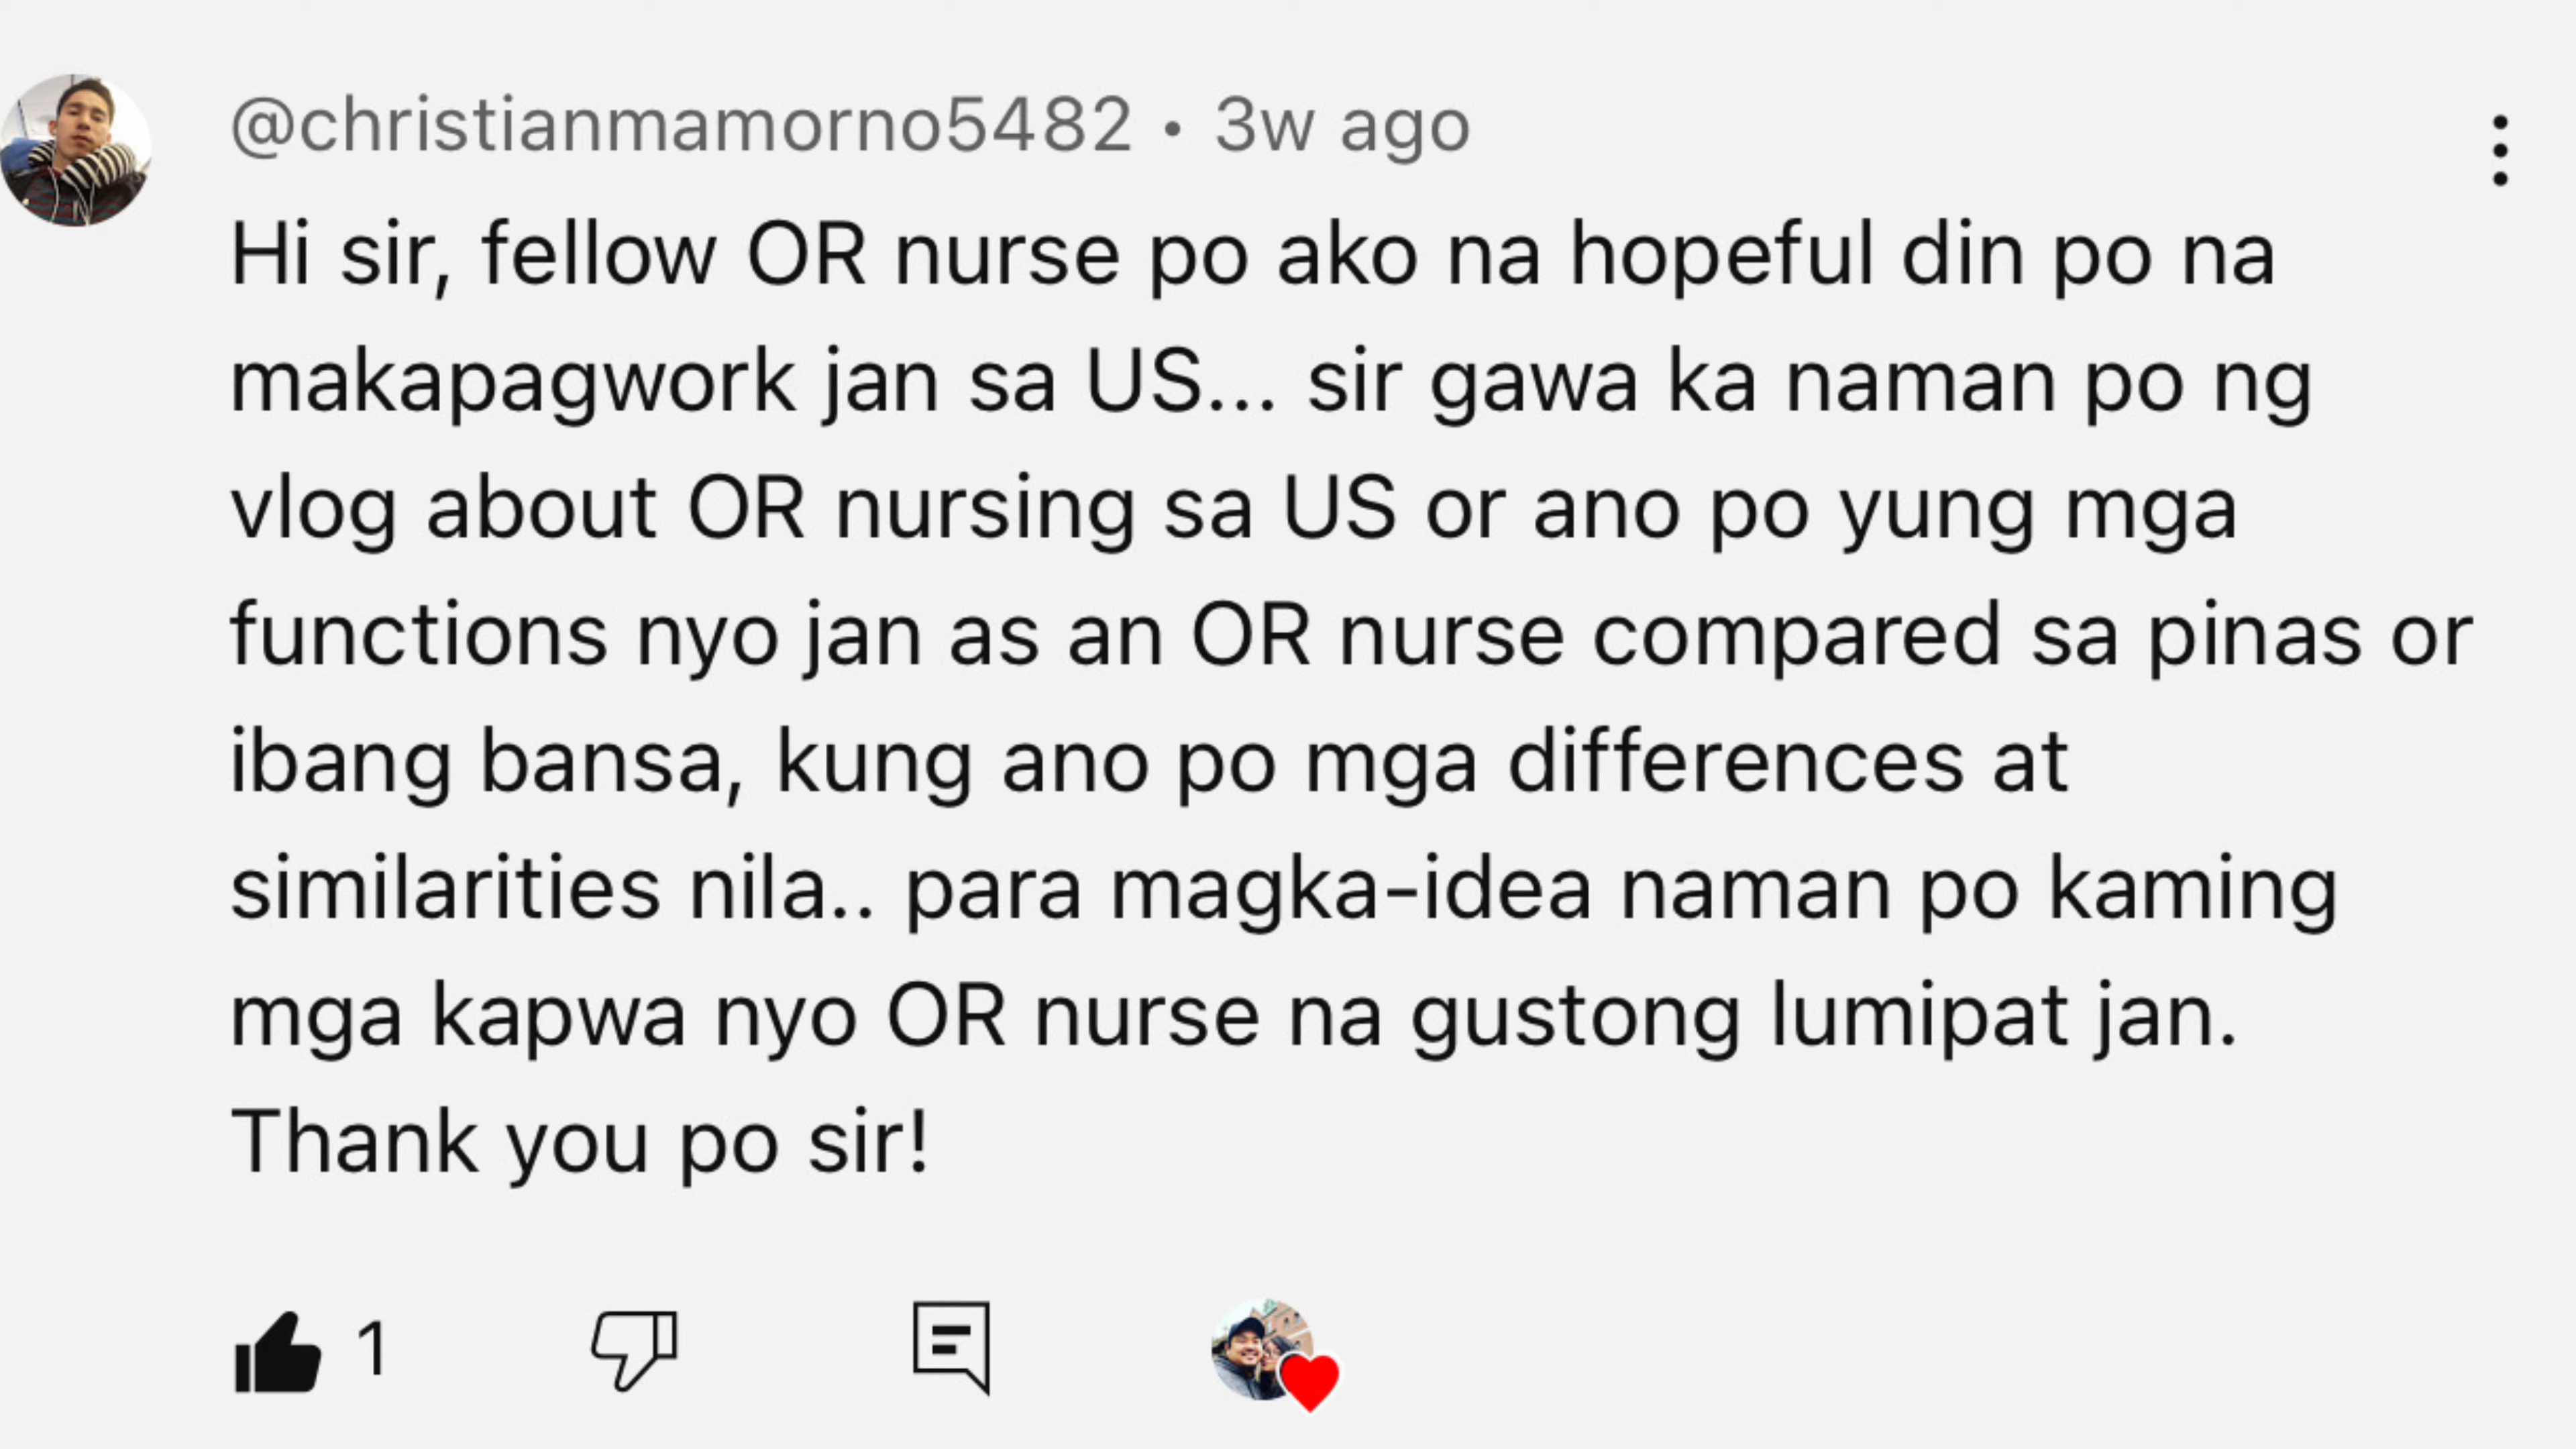 @christianmamorno5482 • 3w ago
Hi sir, fellow OR nurse po ako na hopeful din po na
makapagwork jan sa US... sir gawa ka naman po ng
vlog about OR nursing sa US or ano po yung mga
functions nyo jan as an OR nurse compared sa pinas or
ibang bansa, kung ano po mga differences at
similarities nila.. para magka-idea naman po kaming
mga kapwa nyo OR nurse na gustong lumipat jan.
Thank you po sir!
1